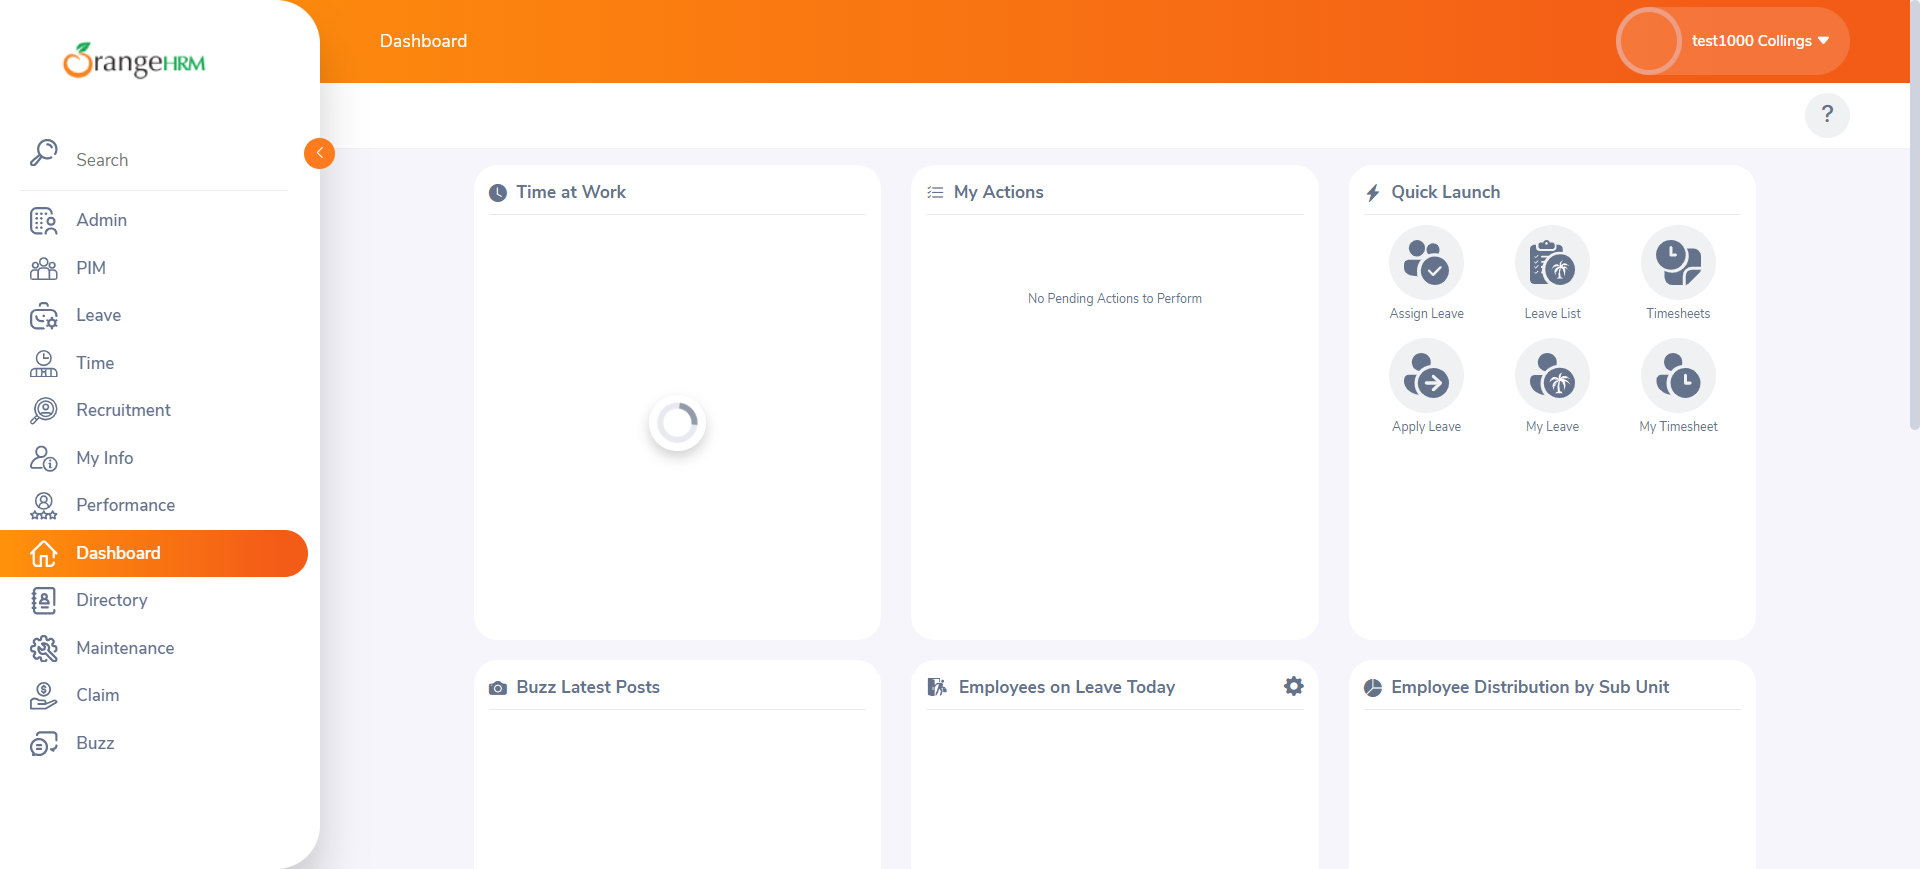 OrangeHRM
Dashboard
test1000 Collings
?
Search
Admin
PIM
Leave
Time
Recruitment
My Info
Performance
Dashboard
Directory
Maintenance
Claim
Buzz
Time at Work
My Actions
No Pending Actions to Perform
Quick Launch
Assign Leave
Leave List
Timesheets
Apply Leave
My Leave
My Timesheet
Buzz Latest Posts
Employees on Leave Today
Employee Distribution by Sub Unit